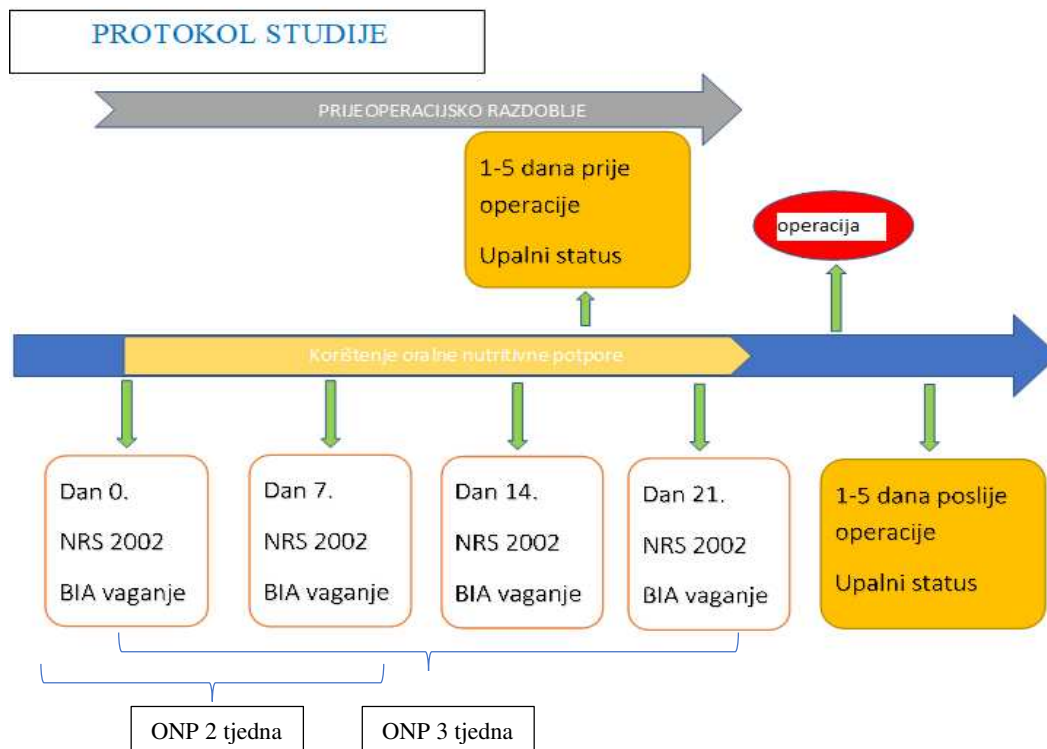 PROTOKOL STUDIJE
PRIJEOPERACIJSKO RAZDOBLJE
1-5 dana prije
operacije
Upalni status
operacija
Korištenje oralne nutritivne potpore
Dan 0.
NRS 2002
BIA vaganje
Dan 7.
NRS 2002
BIA vaganje
Dan 14.
NRS 2002
BIA vaganje
Dan 21.
NRS 2002
BIA vaganje
1-5 dana poslije
operacije
Upalni status
ONP 2 tjedna
ONP 3 tjedna